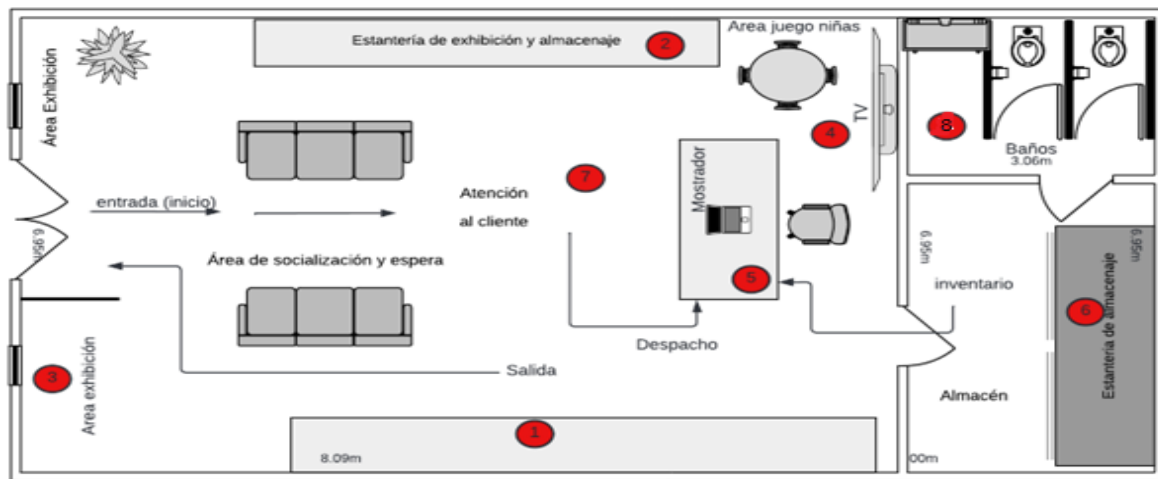 Estantería de exhibición y almacenaje
2
Area juego niñas
Área Exhibición
TV
4
8.
Baños
3.06m
Mostrador
7
Atención
al cliente
entrada (inicio)
6.95m
Área de socialización y espera
5
6.95m
6.95m
inventario
Estantería de almacenaje
6
Despacho
Salida
3
Area exhibición
Almacén
1
8.09m
00m